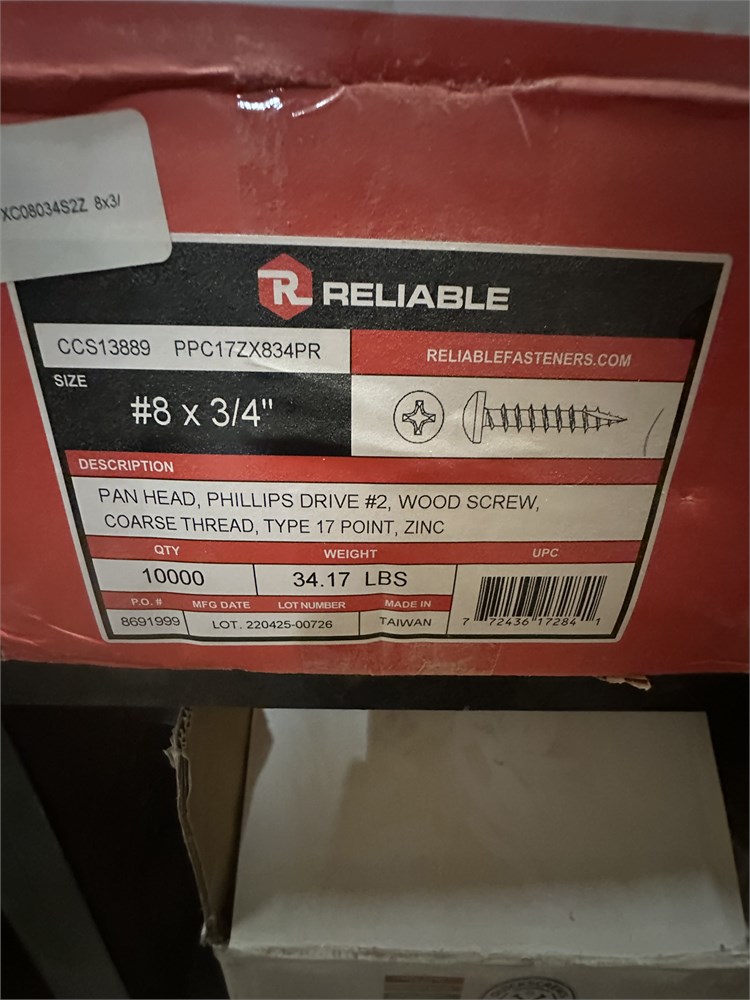 XC08034S2Z 8x3/
R RELIABLE
CCS13889 PPC17ZX834PR
RELIABLEFASTENERS.COM
SIZE
#8 x 3/4"
DESCRIPTION
PAN HEAD, PHILLIPS DRIVE #2, WOOD SCREW,
COARSE THREAD, TYPE 17 POINT, ZINC
QTY WEIGHT UPC
10000 34.17 LBS
P.O. # MFG DATE LOT NUMBER MADE IN
8691999 LOT. 220425-00726 TAIWAN
7 72436 17284 1